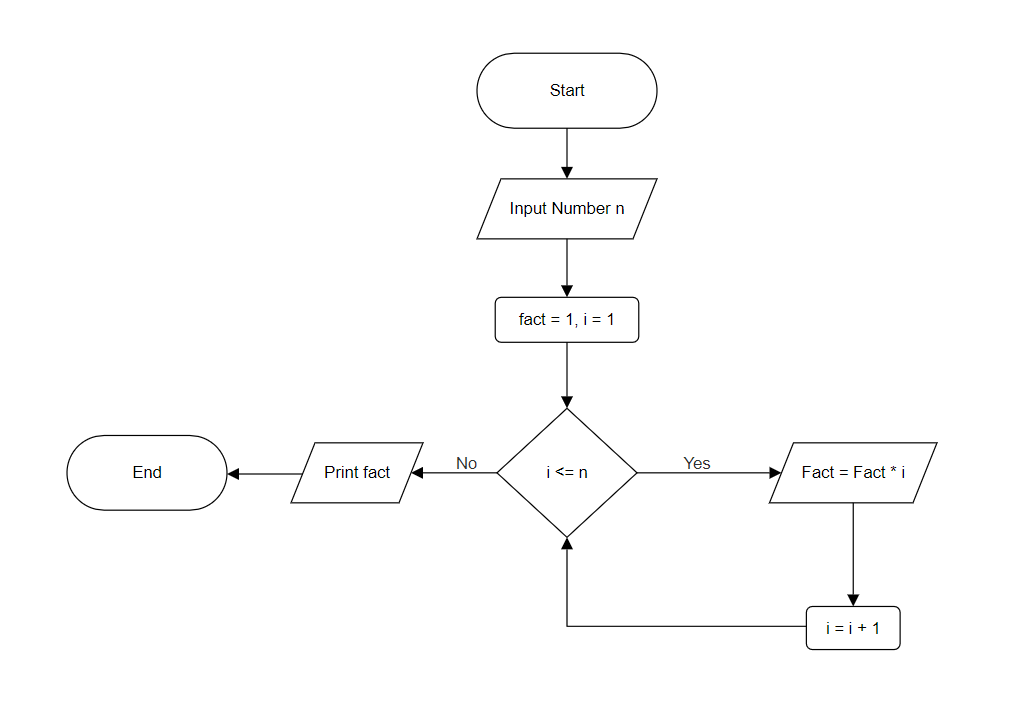 Start
Input Number n
fact = 1, i = 1
i <= n
No
Yes
Print fact
End
Fact = Fact * i
i = i + 1